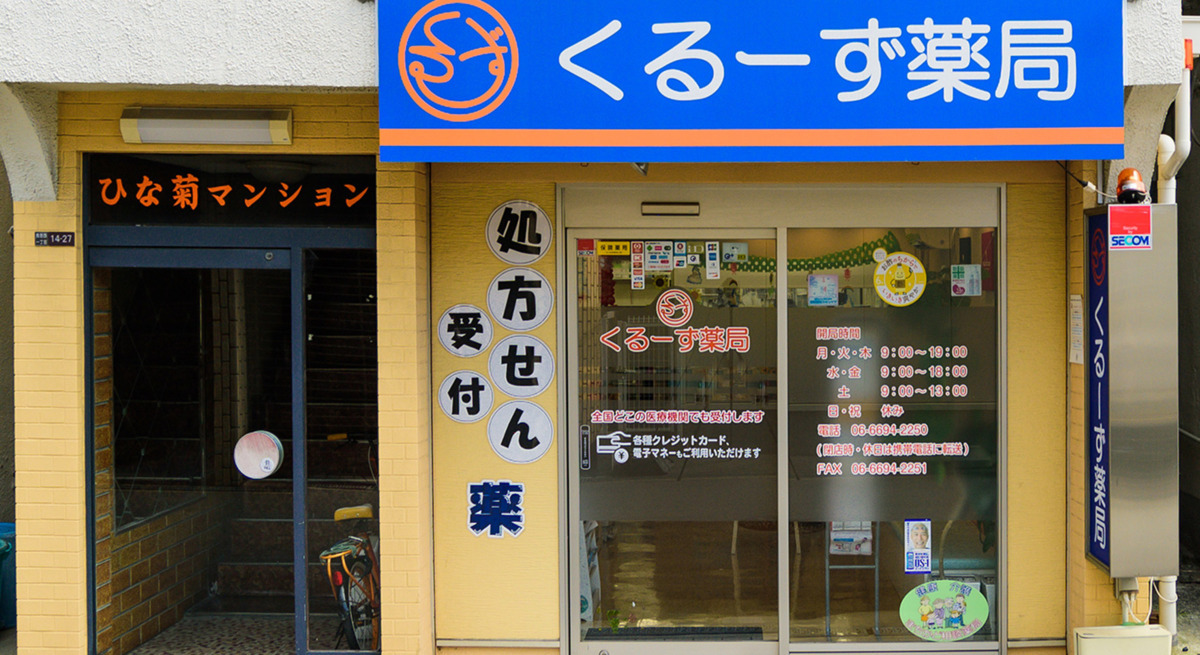 くるーず薬局
ひな菊マンション
14-27
処方せん
受付
薬
くるーず薬局
全国どこの医療機関でも受付します
各種クレジットカード、
電子マネーもご利用いただけます
開局時間
月・火・木 9:00～19:00
水・金 9:00～18:00
土 9:00～13:00
日・祝 休み
電話 06-6694-2250
(閉店時・休日は携帯電話に転送)
FAX 06-6694-2251
SECOM
くるーず薬局